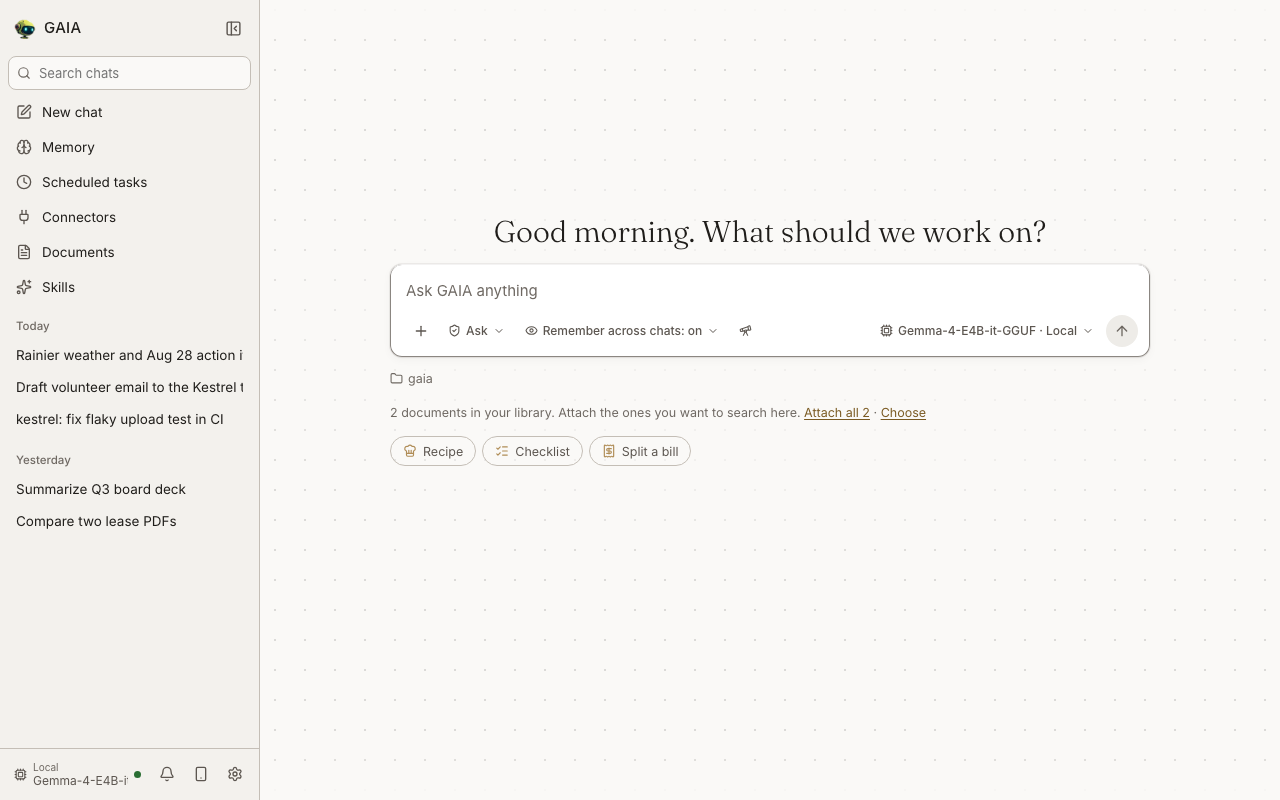 GAIA
Search chats
New chat
Memory
Scheduled tasks
Connectors
Documents
Skills
Today
Rainier weather and Aug 28 action
Draft volunteer email to the Kestrel
kestrel: fix flaky upload test in CI
Yesterday
Summarize Q3 board deck
Compare two lease PDFs
Local
Gemma-4-E4B-it
Good morning. What should we work on?
Ask GAIA anything
Ask
Remember across chats: on
Gemma-4-E4B-it-GGUF · Local
gaia
2 documents in your library. Attach the ones you want to search here. Attach all 2 · Choose
Recipe
Checklist
Split a bill